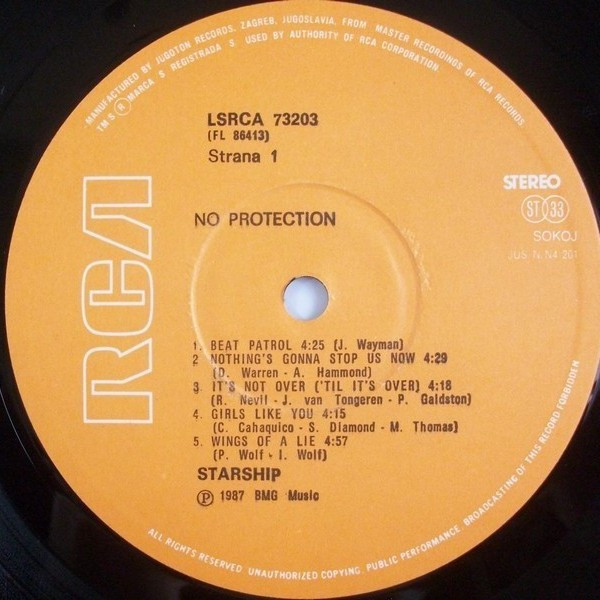 MANUFACTURED BY JUGOTON RECORDS, ZAGREB, JUGOSLAVIA, FROM MASTER RECORDINGS OF RCA RECORDS
TM S ® MARCA S REGISTRADA S USED BY AUTHORITY OF RCA CORPORATION
RCA
LSRCA 73203
(FL 86413)
Strana 1
STEREO
ST 33
SOKOJ
JUS N. N4 201
NO PROTECTION
1. BEAT PATROL 4:25 (J. Wayman)
2 NOTHING'S GONNA STOP US NOW 4:29
(D. Warren - A. Hammond)
3. IT'S NOT OVER ('TIL IT'S OVER) 4:18
(R. Nevil - J. van Tongeren - P. Galdston)
4. GIRLS LIKE YOU 4:15
(C. Cahaquico - S. Diamond - M. Thomas)
5. WINGS OF A LIE 4:57
(P. Wolf - I. Wolf)
STARSHIP
Ⓟ 1987 BMG Music
ALL RIGHTS RESERVED UNAUTHORIZED COPYING, PUBLIC PERFORMANCE, BROADCASTING OF THIS RECORD FORBIDDEN